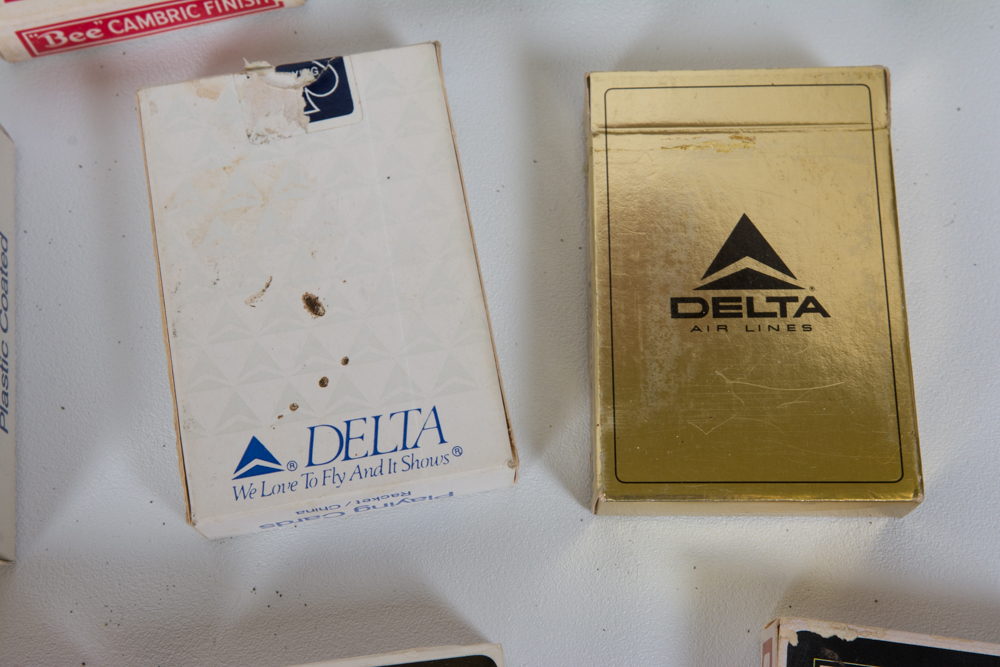 "Bee" CAMBRIC FINISH
Plastic Coated
DELTA
We Love To Fly And It Shows®
Playing Cards
Racket / China
DELTA
AIR LINES